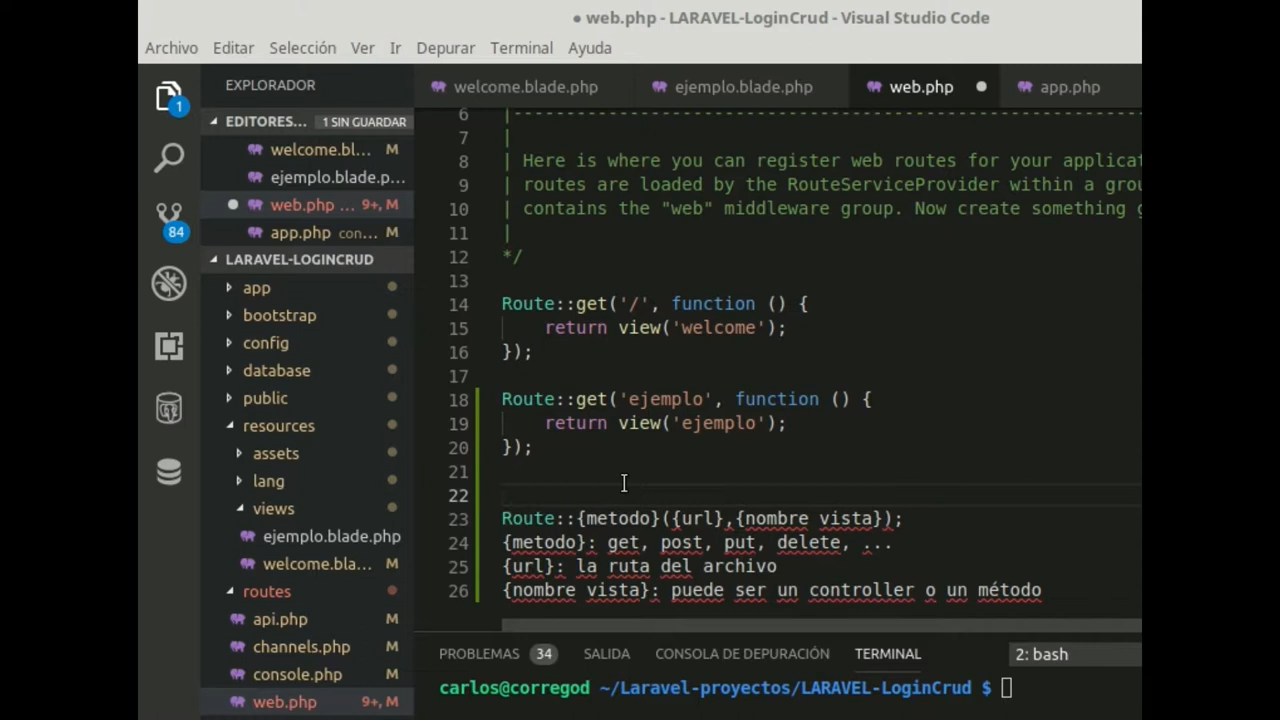 ● web.php - LARAVEL-LoginCrud - Visual Studio Code
Archivo Editar Selección Ver Ir Depurar Terminal Ayuda
EXPLORADOR
welcome.blade.php ejemplo.blade.php web.php app.php
EDITORES... 1 SIN GUARDAR
welcome.bl... M
ejemplo.blade.p...
web.php ... 9+, M
app.php con... M
LARAVEL-LOGINCRUD
app
bootstrap
config
database
public
resources
assets
lang
views
ejemplo.blade.php
welcome.bla... M
routes
api.php M
channels.php M
console.php M
web.php 9+, M
1
84
6 |----------------------------------------------------------
7 |
8 | Here is where you can register web routes for your applicat
9 | routes are loaded by the RouteServiceProvider within a grou
10 | contains the "web" middleware group. Now create something g
11 |
12 */
13
14 Route::get('/', function () {
15 return view('welcome');
16 });
17
18 Route::get('ejemplo', function () {
19 return view('ejemplo');
20 });
21
22
23 Route::{metodo}({url},{nombre vista});
24 {metodo}: get, post, put, delete, ...
25 {url}: la ruta del archivo
26 {nombre vista}: puede ser un controller o un método
PROBLEMAS 34 SALIDA CONSOLA DE DEPURACIÓN TERMINAL 2: bash
carlos@corregod ~/Laravel-proyectos/LARAVEL-LoginCrud $